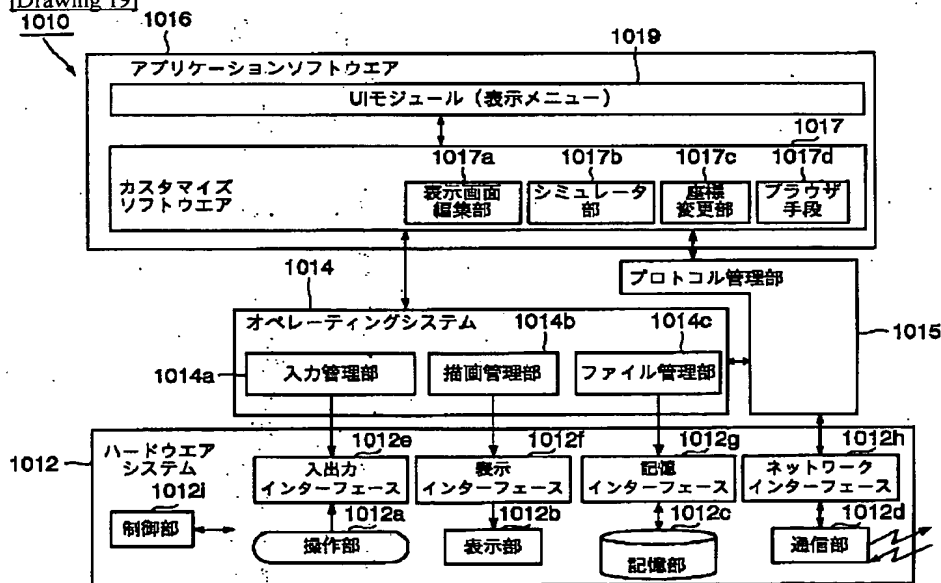 [Drawing 19]
1010
1016
1019
アプリケーションソフトウエア
UIモジュール（表示メニュー）
1017
1017a
1017b
1017c
1017d
カスタマイズ
ソフトウエア
表示画面
編集部
シミュレータ
部
座標
変更部
ブラウザ
手段
1014
プロトコル管理部
オペレーティングシステム
1014b
1014c
1015
1014a
入力管理部
描画管理部
ファイル管理部
1012
ハードウエア
システム
1012e
1012f
1012g
1012h
入出力
インターフェース
表示
インターフェース
記憶
インターフェース
ネットワーク
インターフェース
1012i
制御部
1012a
1012b
1012c
1012d
操作部
表示部
記憶部
通信部